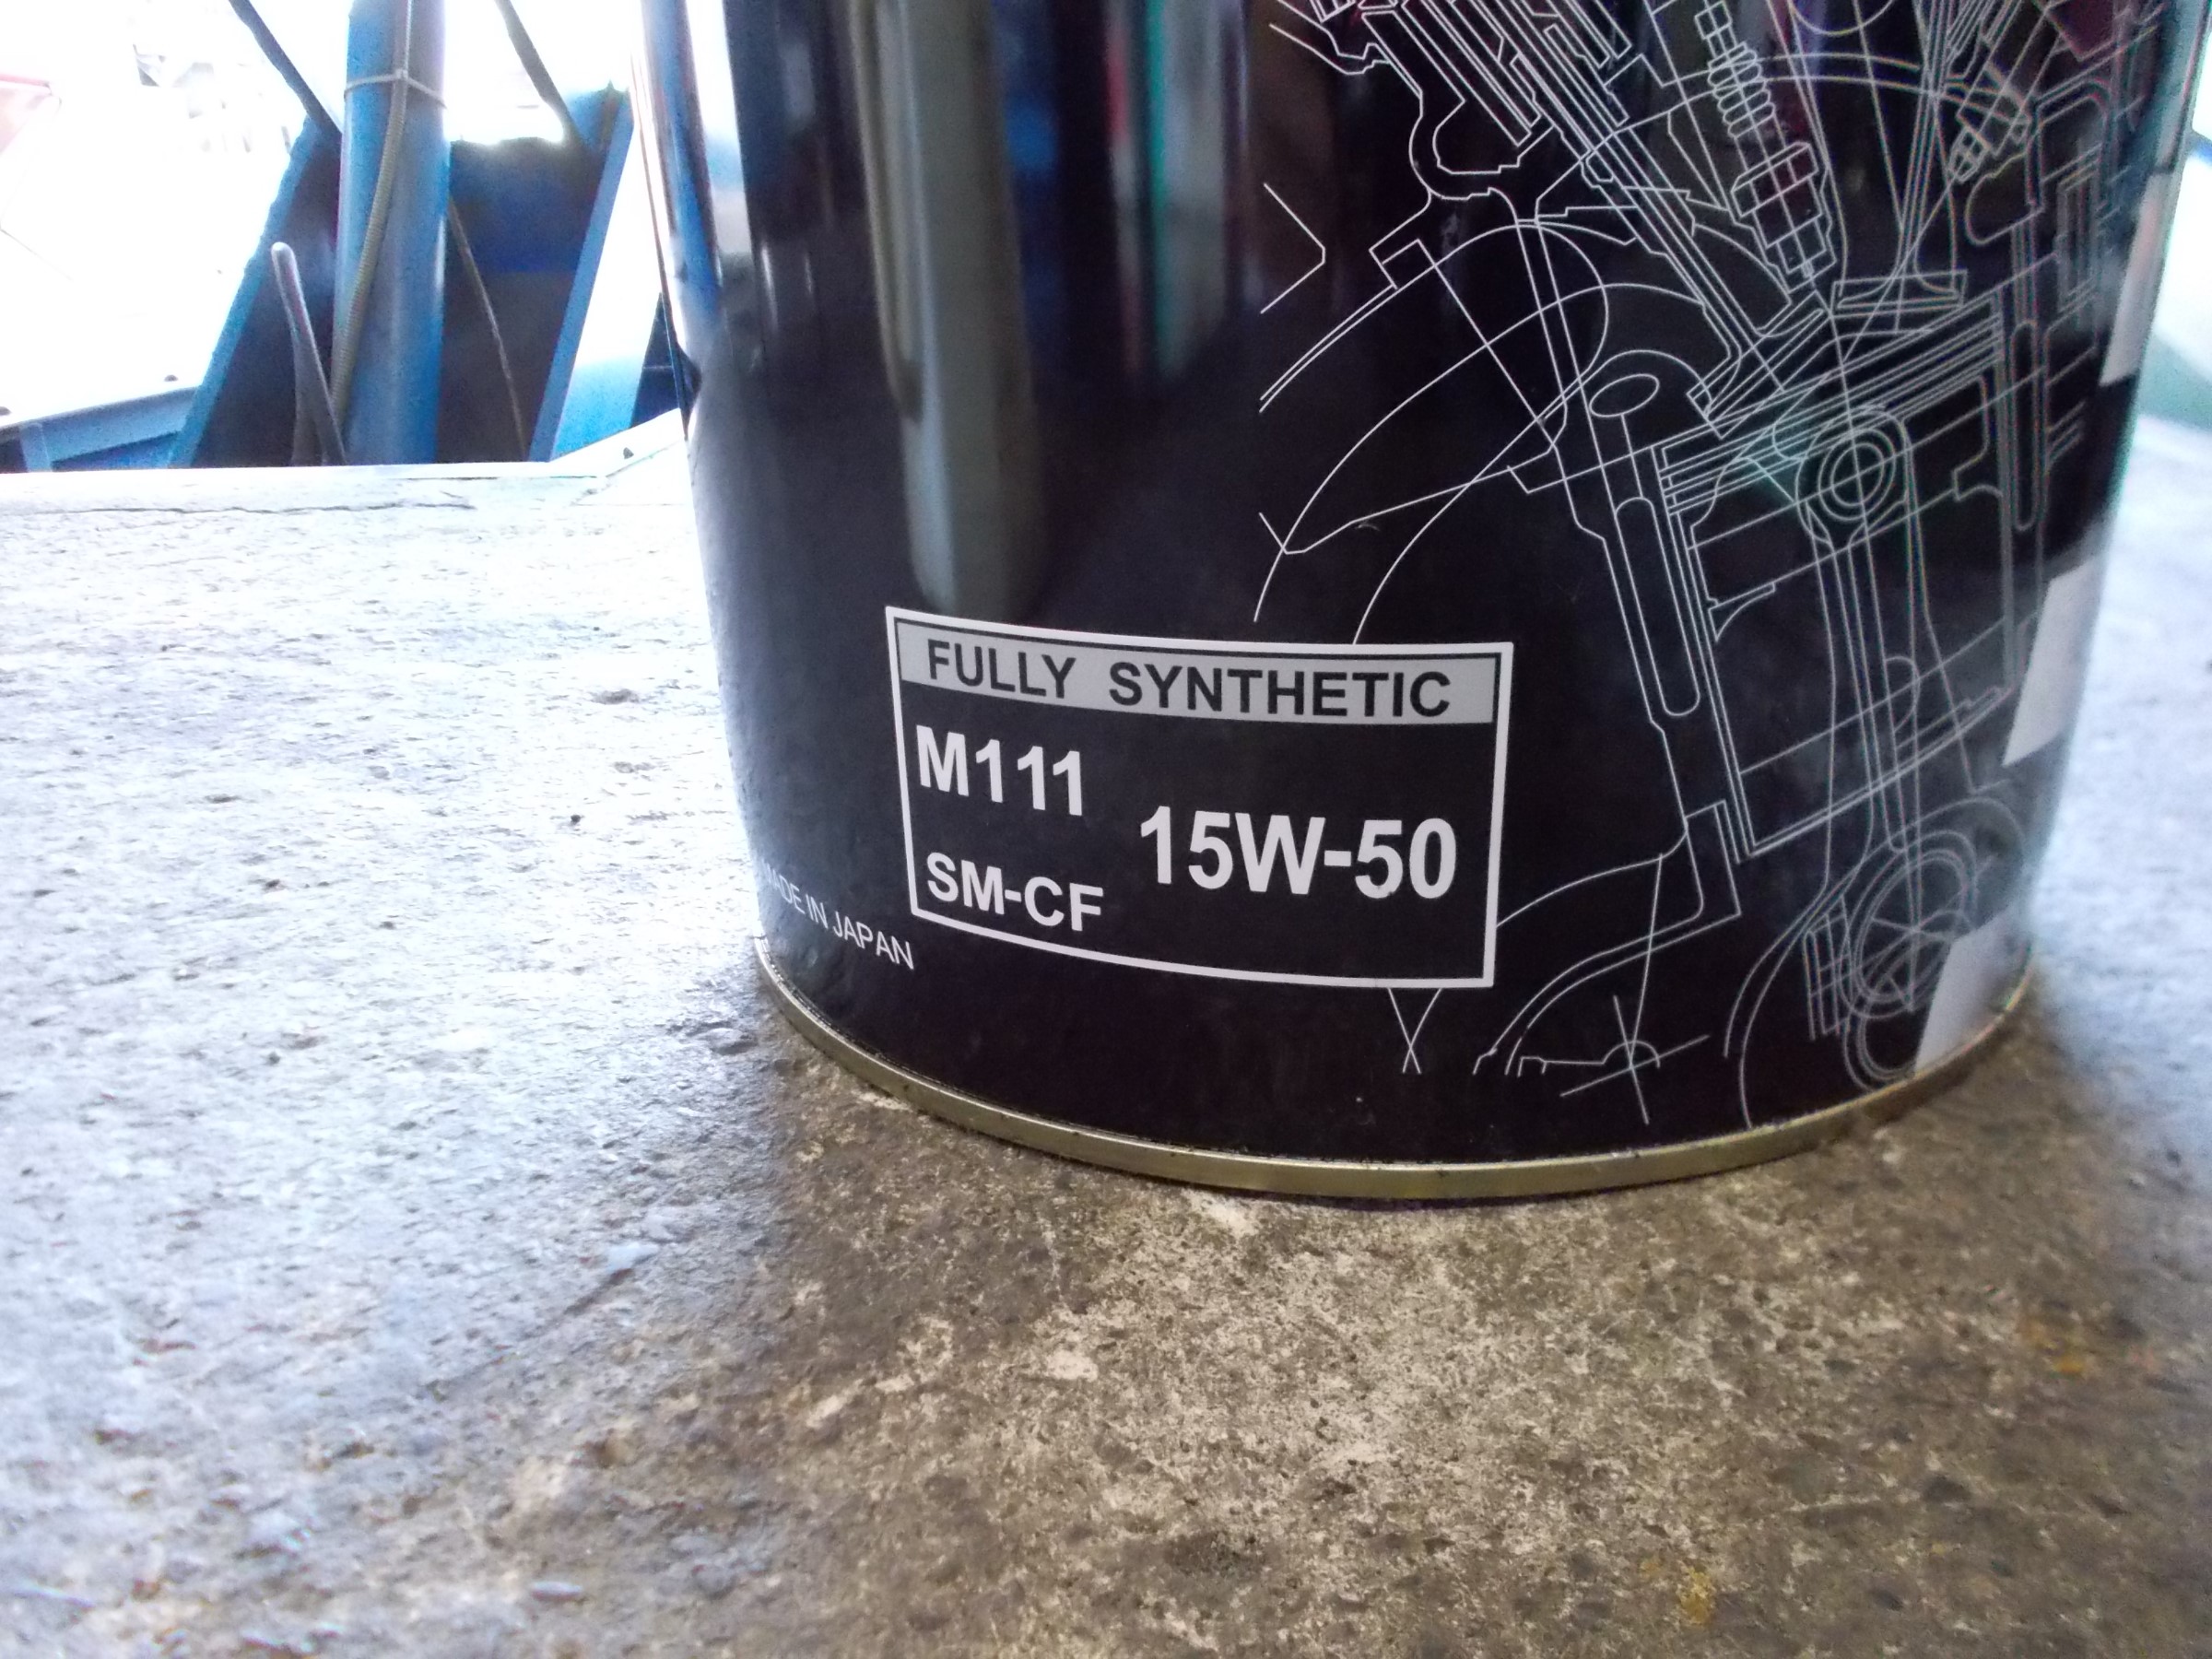 FULLY SYNTHETIC
M111
15W-50
SM-CF
MADE IN JAPAN